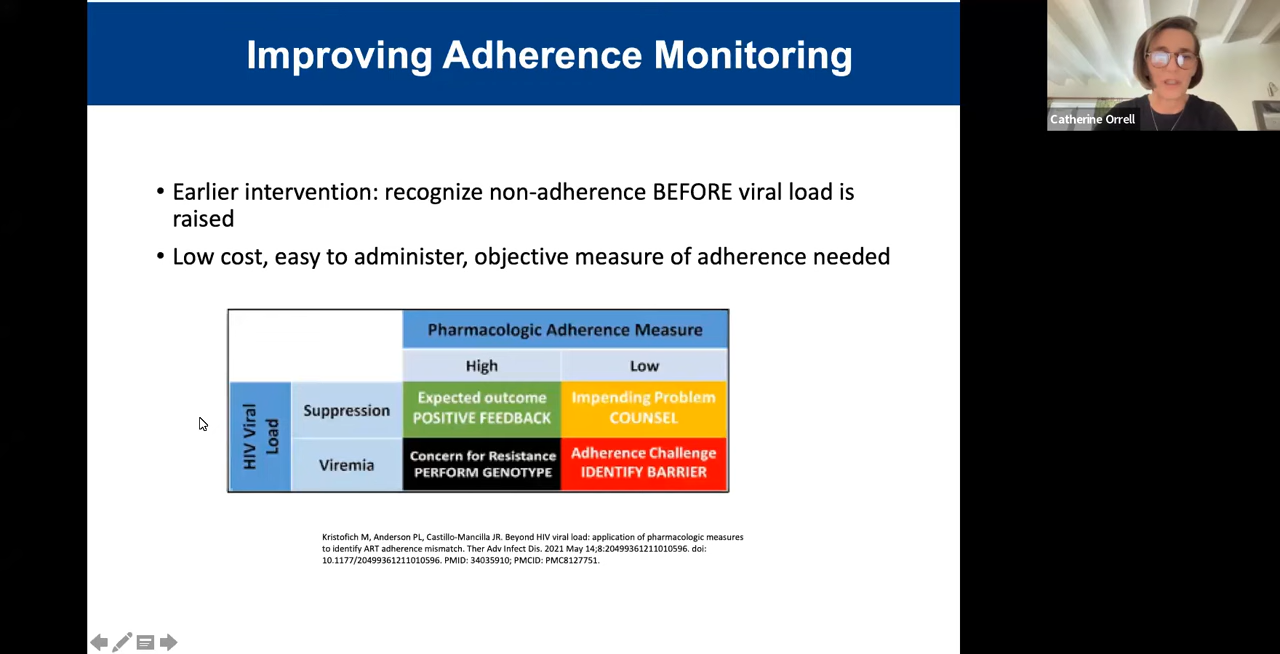 Improving Adherence Monitoring
Catherine Orrell
• Earlier intervention: recognize non-adherence BEFORE viral load is
raised
• Low cost, easy to administer, objective measure of adherence needed
Pharmacologic Adherence Measure
High
Low
HIV Viral
Load
Suppression
Expected outcome
POSITIVE FEEDBACK
Impending Problem
COUNSEL
Viremia
Concern for Resistance
PERFORM GENOTYPE
Adherence Challenge
IDENTIFY BARRIER
Kristofich M, Anderson PL, Castillo-Mancilla JR. Beyond HIV viral load: application of pharmacologic measures
to identify ART adherence mismatch. Ther Adv Infect Dis. 2021 May 14;8:20499361211010596. doi:
10.1177/20499361211010596. PMID: 34035910; PMCID: PMC8127751.